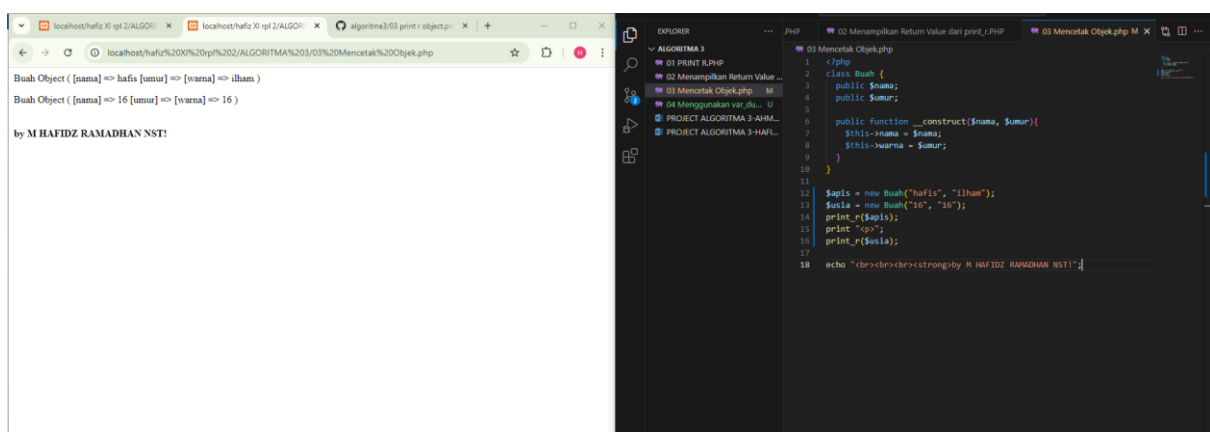 localhost/hafiz XI rpl 2/ALGORI
localhost/hafiz XI rpl 2/ALGORI
algoritma3/03 print r object.ph
localhost/hafiz%20XI%20rpl%202/ALGORITMA%203/03%20Mencetak%20Objek.php
Buah Object ( [nama] => hafis [umur] => [warna] => ilham )
Buah Object ( [nama] => 16 [umur] => [warna] => 16 )
by M HAFIDZ RAMADHAN NST!
EXPLORER
ALGORITMA 3
01 PRINT R.PHP
02 Menampilkan Return Value ...
03 Mencetak Objek.php M
04 Menggunakan var_du... U
PROJECT ALGORITMA 3-AHM...
PROJECT ALGORITMA 3-HAFI...
.PHP
02 Menampilkan Return Value dari print_r.PHP
03 Mencetak Objek.php M
03 Mencetak Objek.php
1 <?php
2 class Buah {
3 public $nama;
4 public $umur;
5
6 public function __construct($nama, $umur){
7 $this->nama = $nama;
8 $this->warna = $umur;
9 }
10 }
11
12 $apis = new Buah("hafis", "ilham");
13 $usia = new Buah("16", "16");
14 print_r($apis);
15 print "<p>";
16 print_r($usia);
17
18 echo "<br><br><br><strong>by M HAFIDZ RAMADHAN NST!";